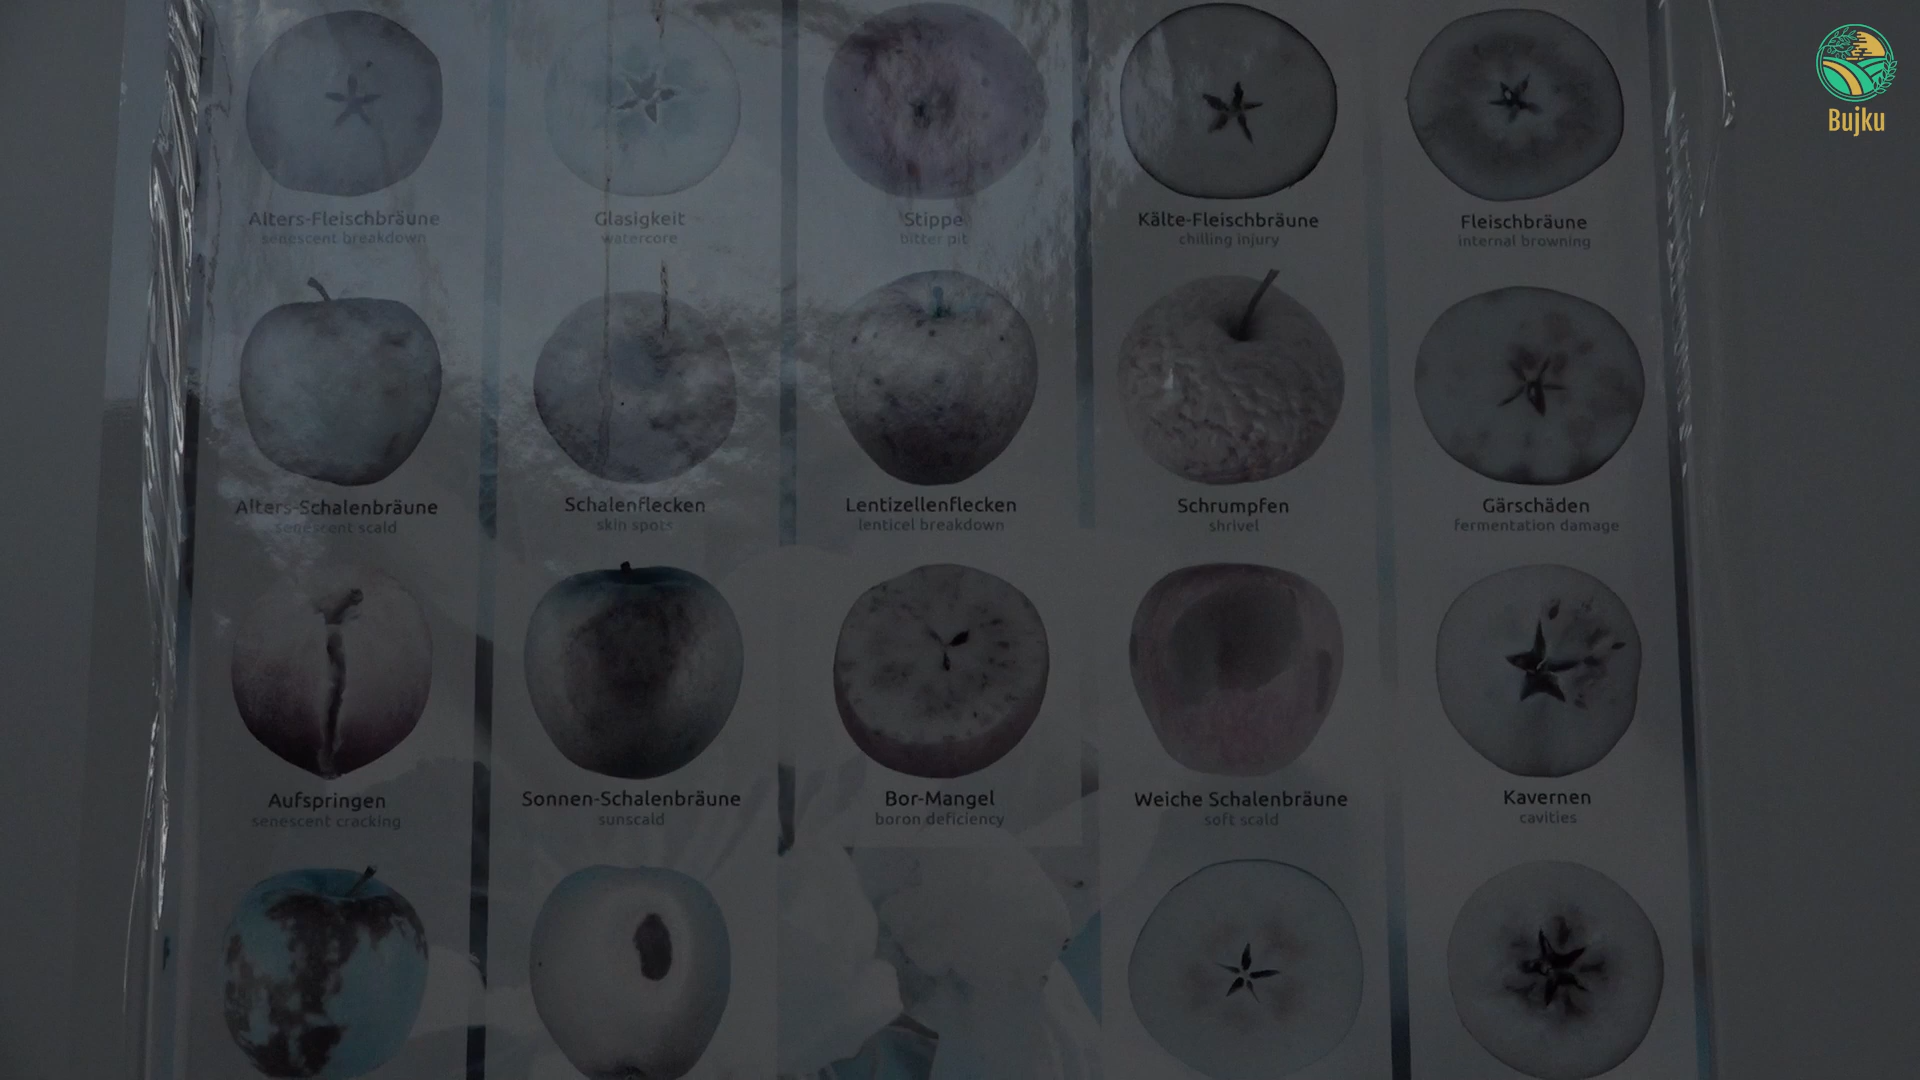 Bujku
Alters-Fleischbräune
senescent breakdown
Glasigkeit
watercore
Stippe
bitter pit
Kälte-Fleischbräune
chilling injury
Fleischbräune
internal browning
Alters-Schalenbräune
senescent scald
Schalenflecken
skin spots
Lentizellenflecken
lenticel breakdown
Schrumpfen
shrivel
Gärschäden
fermentation damage
Aufspringen
senescent cracking
Sonnen-Schalenbräune
sunscald
Bor-Mangel
boron deficiency
Weiche Schalenbräune
soft scald
Kavernen
cavities